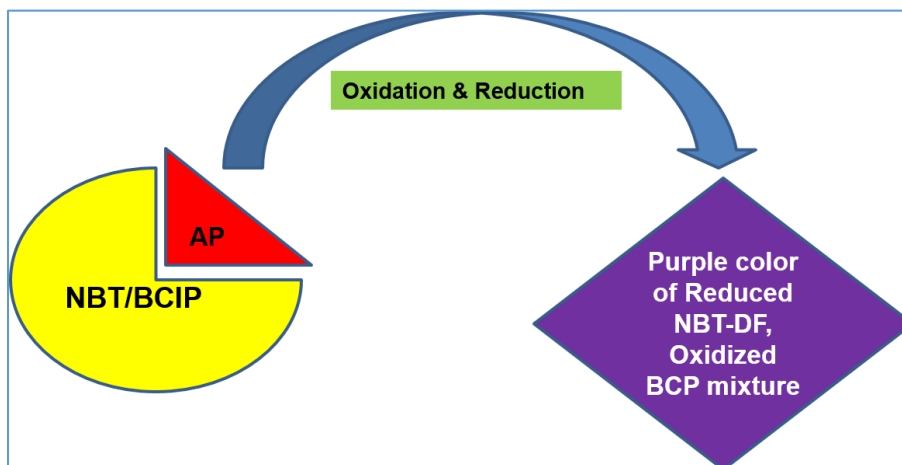 Oxidation & Reduction
AP
NBT/BCIP
Purple color
of Reduced
NBT-DF,
Oxidized
BCP mixture